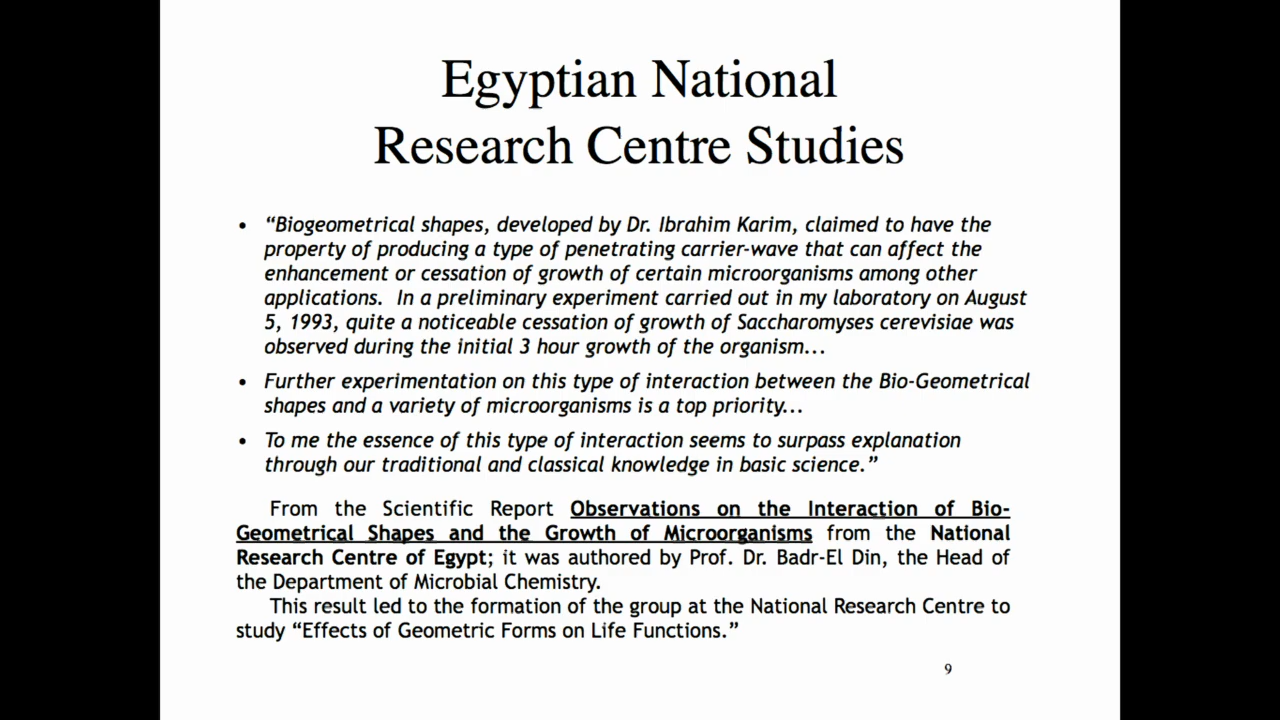 Egyptian National
Research Centre Studies
• “Biogeometrical shapes, developed by Dr. Ibrahim Karim, claimed to have the
property of producing a type of penetrating carrier-wave that can affect the
enhancement or cessation of growth of certain microorganisms among other
applications. In a preliminary experiment carried out in my laboratory on August
5, 1993, quite a noticeable cessation of growth of Saccharomyses cerevisiae was
observed during the initial 3 hour growth of the organism...
• Further experimentation on this type of interaction between the Bio-Geometrical
shapes and a variety of microorganisms is a top priority...
• To me the essence of this type of interaction seems to surpass explanation
through our traditional and classical knowledge in basic science.”
From the Scientific Report Observations on the Interaction of Bio-
Geometrical Shapes and the Growth of Microorganisms from the National
Research Centre of Egypt; it was authored by Prof. Dr. Badr-El Din, the Head of
the Department of Microbial Chemistry.
This result led to the formation of the group at the National Research Centre to
study “Effects of Geometric Forms on Life Functions.”
9